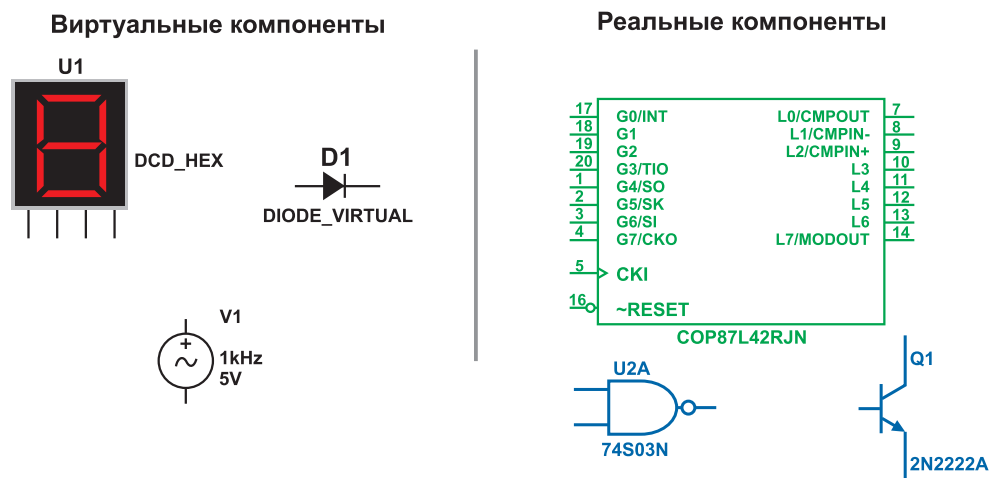 Виртуальные компоненты
U1
DCD_HEX
D1
DIODE_VIRTUAL
V1
1kHz
5V
Реальные компоненты
17 G0/INT L0/CMPOUT 7
18 G1 L1/CMPIN- 8
19 G2 L2/CMPIN+ 9
20 G3/TIO L3 10
1 G4/SO L4 11
2 G5/SK L5 12
3 G6/SI L6 13
4 G7/CKO L7/MODOUT 14
5 CKI
16 ~RESET
COP87L42RJN
U2A
74S03N
Q1
2N2222A